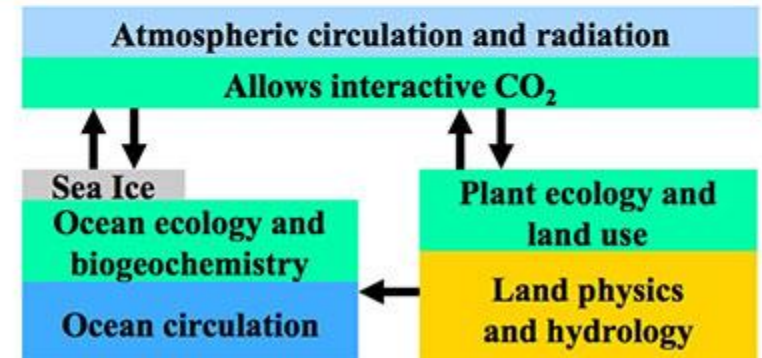 Atmospheric circulation and radiation
Allows interactive CO₂
Sea Ice
Ocean ecology and
biogeochemistry
Ocean circulation
Plant ecology and
land use
Land physics
and hydrology